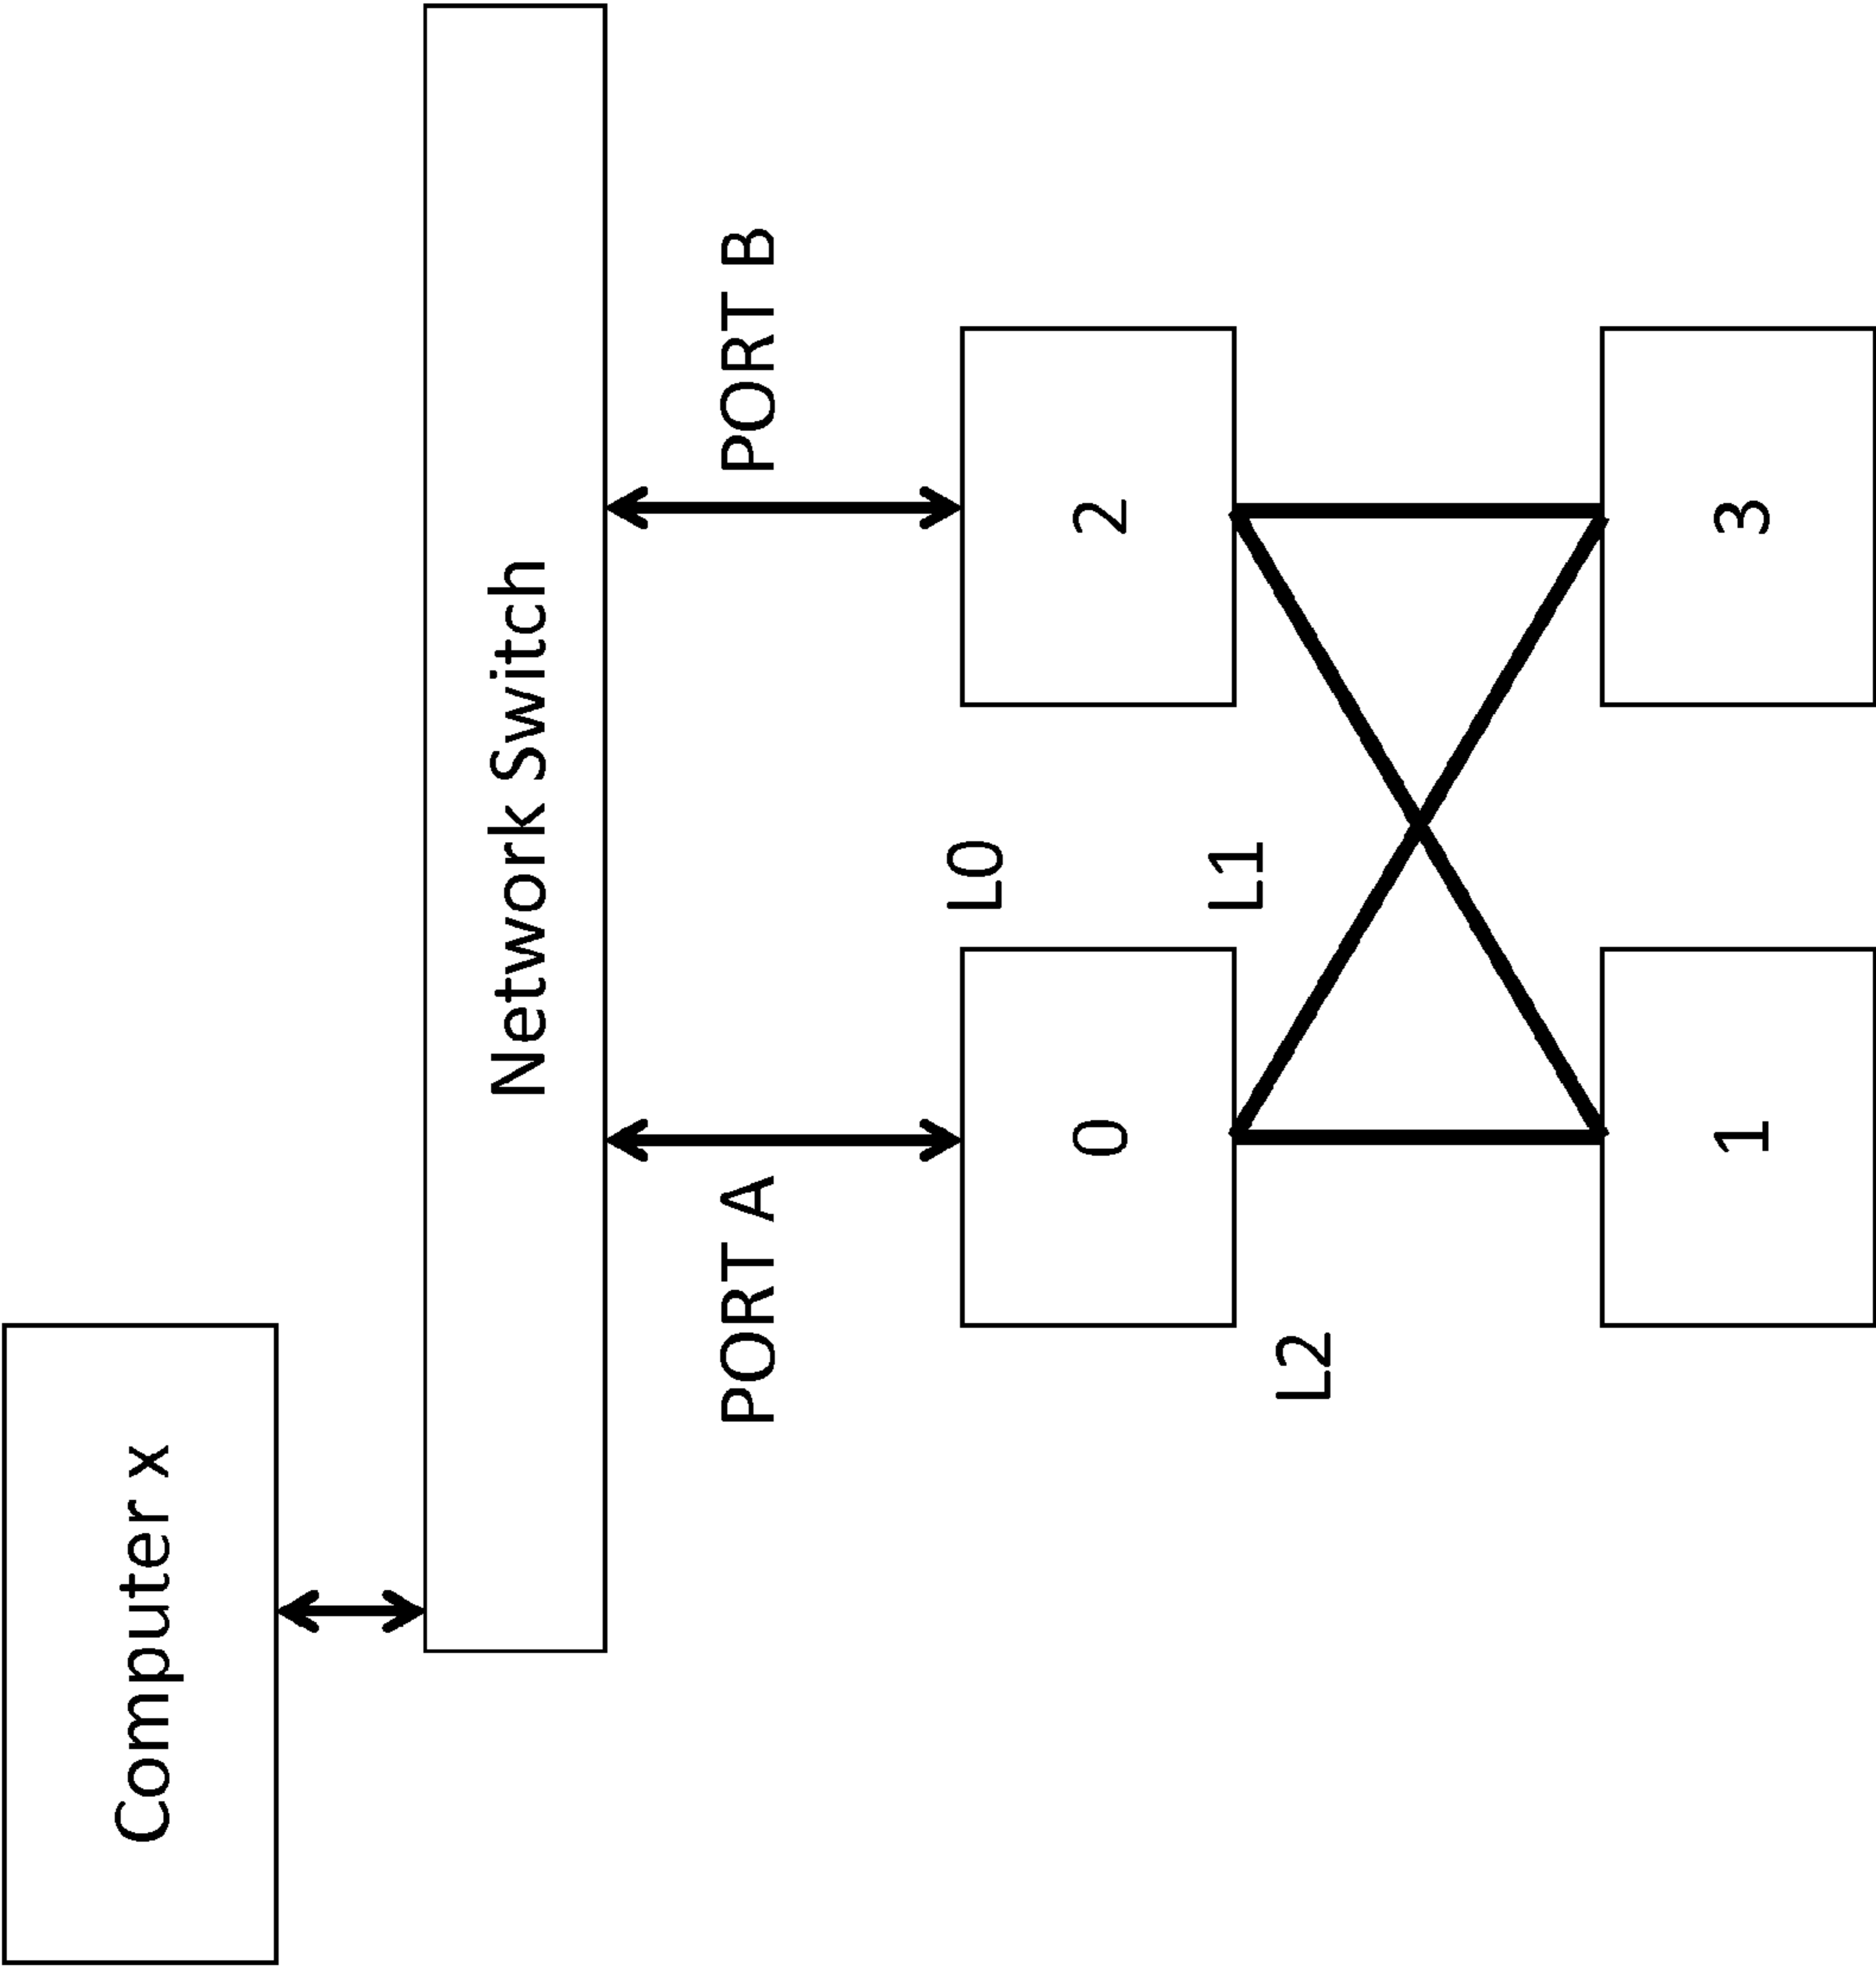 Computer x
Network Switch
PORT A
PORT B
L0
0
2
L1
L2
1
3